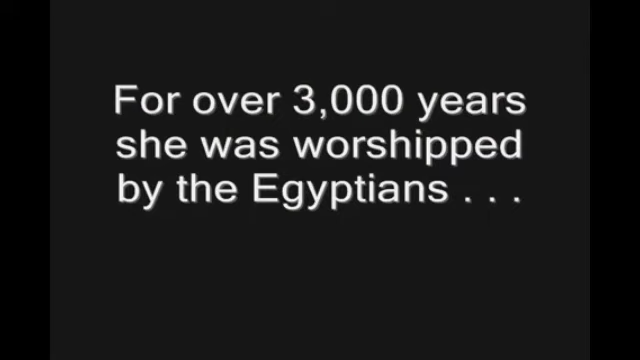 For over 3,000 years
she was worshipped
by the Egyptians . . .